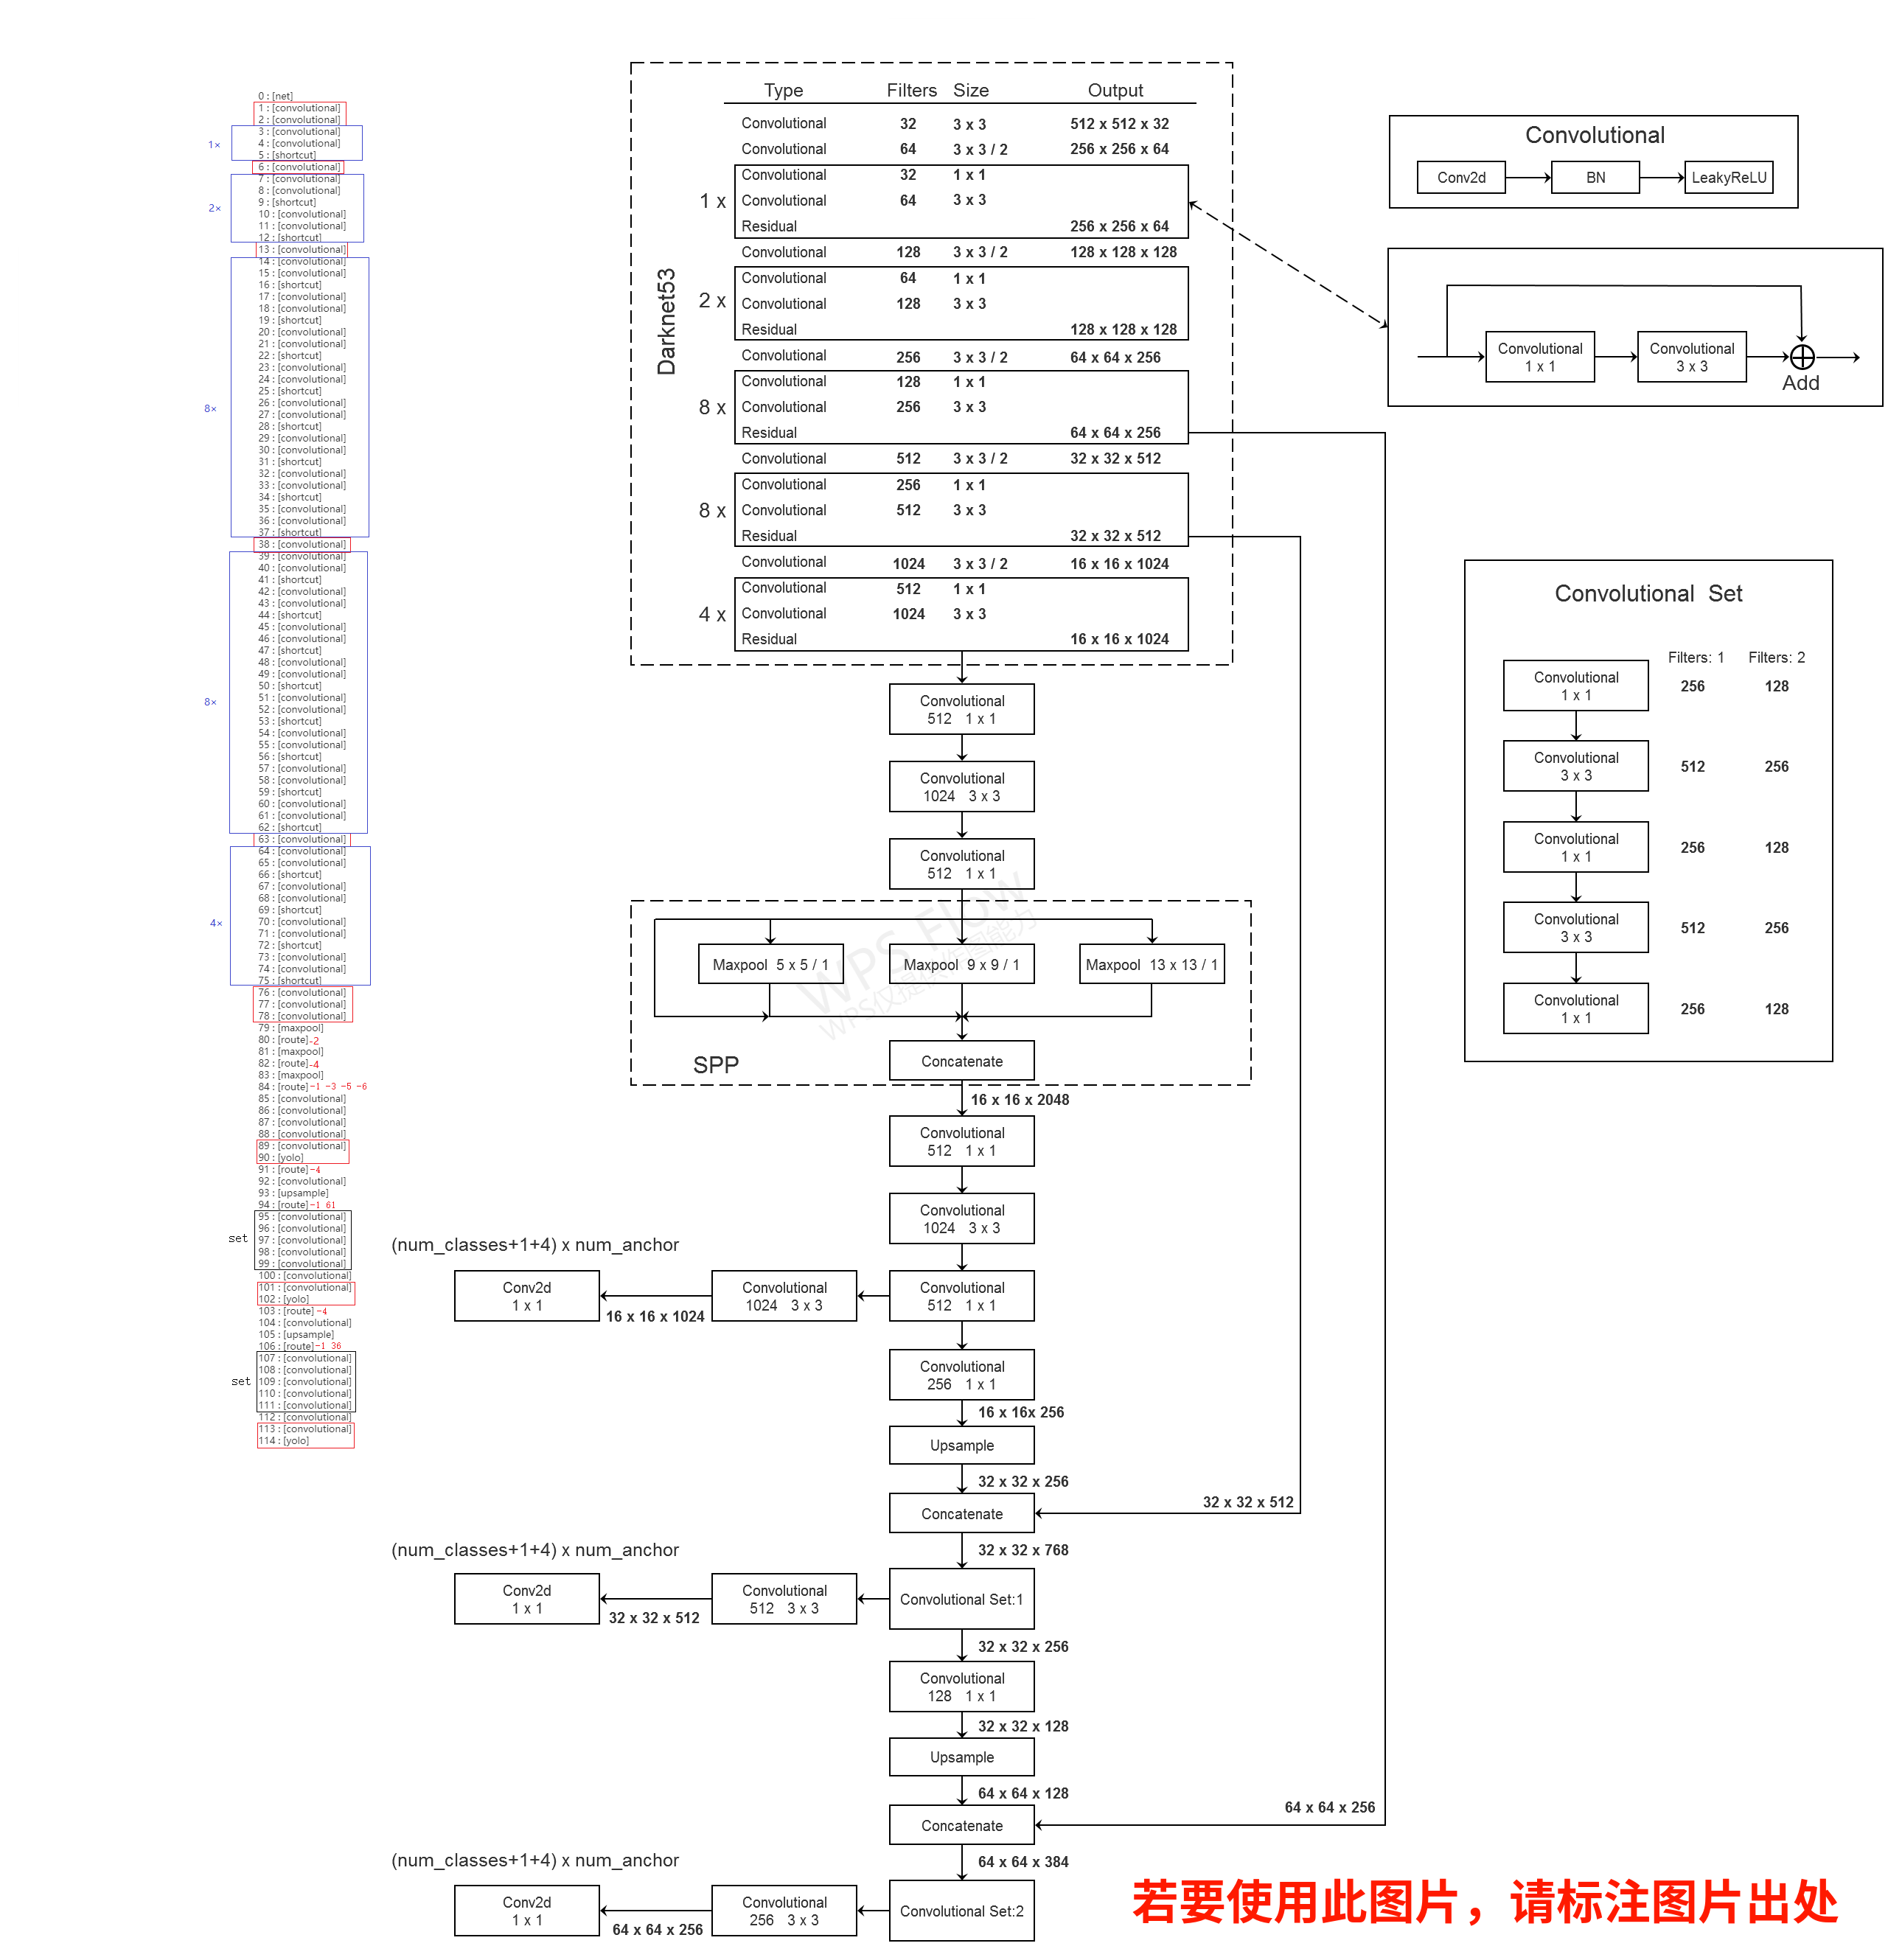 0 : [net]
1 : [convolutional]
2 : [convolutional]
3 : [convolutional]
4 : [convolutional]
5 : [shortcut]
6 : [convolutional]
7 : [convolutional]
8 : [convolutional]
9 : [shortcut]
10 : [convolutional]
11 : [convolutional]
12 : [shortcut]
13 : [convolutional]
14 : [convolutional]
15 : [convolutional]
16 : [shortcut]
17 : [convolutional]
18 : [convolutional]
19 : [shortcut]
20 : [convolutional]
21 : [convolutional]
22 : [shortcut]
23 : [convolutional]
24 : [convolutional]
25 : [shortcut]
26 : [convolutional]
27 : [convolutional]
28 : [shortcut]
29 : [convolutional]
30 : [convolutional]
31 : [shortcut]
32 : [convolutional]
33 : [convolutional]
34 : [shortcut]
35 : [convolutional]
36 : [convolutional]
37 : [shortcut]
38 : [convolutional]
39 : [convolutional]
40 : [convolutional]
41 : [shortcut]
42 : [convolutional]
43 : [convolutional]
44 : [shortcut]
45 : [convolutional]
46 : [convolutional]
47 : [shortcut]
48 : [convolutional]
49 : [convolutional]
50 : [shortcut]
51 : [convolutional]
52 : [convolutional]
53 : [shortcut]
54 : [convolutional]
55 : [convolutional]
56 : [shortcut]
57 : [convolutional]
58 : [convolutional]
59 : [shortcut]
60 : [convolutional]
61 : [convolutional]
62 : [shortcut]
63 : [convolutional]
64 : [convolutional]
65 : [convolutional]
66 : [shortcut]
67 : [convolutional]
68 : [convolutional]
69 : [shortcut]
70 : [convolutional]
71 : [convolutional]
72 : [shortcut]
73 : [convolutional]
74 : [convolutional]
75 : [shortcut]
76 : [convolutional]
77 : [convolutional]
78 : [convolutional]
79 : [maxpool]
80 : [route] -2
81 : [maxpool]
82 : [route] -4
83 : [maxpool]
84 : [route] -1 -3 -5 -6
85 : [convolutional]
86 : [convolutional]
87 : [convolutional]
88 : [convolutional]
89 : [convolutional]
90 : [yolo]
91 : [route] -4
92 : [convolutional]
93 : [upsample]
94 : [route] -1 61
95 : [convolutional]
96 : [convolutional]
97 : [convolutional]
98 : [convolutional]
99 : [convolutional]
100 : [convolutional]
101 : [convolutional]
102 : [yolo]
103 : [route] -4
104 : [convolutional]
105 : [upsample]
106 : [route] -1 36
107 : [convolutional]
108 : [convolutional]
109 : [convolutional]
110 : [convolutional]
111 : [convolutional]
112 : [convolutional]
113 : [convolutional]
114 : [yolo]
1×
2×
8×
8×
4×
set
set
Darknet53
Type Filters Size Output
Convolutional 32 3 x 3 512 x 512 x 32
Convolutional 64 3 x 3 / 2 256 x 256 x 64
1 x
Convolutional 32 1 x 1
Convolutional 64 3 x 3
Residual 256 x 256 x 64
Convolutional 128 3 x 3 / 2 128 x 128 x 128
2 x
Convolutional 64 1 x 1
Convolutional 128 3 x 3
Residual 128 x 128 x 128
Convolutional 256 3 x 3 / 2 64 x 64 x 256
8 x
Convolutional 128 1 x 1
Convolutional 256 3 x 3
Residual 64 x 64 x 256
Convolutional 512 3 x 3 / 2 32 x 32 x 512
8 x
Convolutional 256 1 x 1
Convolutional 512 3 x 3
Residual 32 x 32 x 512
Convolutional 1024 3 x 3 / 2 16 x 16 x 1024
4 x
Convolutional 512 1 x 1
Convolutional 1024 3 x 3
Residual 16 x 16 x 1024
Convolutional
512 1 x 1
Convolutional
1024 3 x 3
Convolutional
512 1 x 1
WPS Flow
WPS仅提供作图能力
Maxpool 5 x 5 / 1
Maxpool 9 x 9 / 1
Maxpool 13 x 13 / 1
SPP
Concatenate
16 x 16 x 2048
Convolutional
512 1 x 1
Convolutional
1024 3 x 3
(num_classes+1+4) x num_anchor
Conv2d
1 x 1
16 x 16 x 1024
Convolutional
1024 3 x 3
Convolutional
512 1 x 1
Convolutional
256 1 x 1
16 x 16x 256
Upsample
32 x 32 x 256
Concatenate
32 x 32 x 512
32 x 32 x 768
(num_classes+1+4) x num_anchor
Conv2d
1 x 1
32 x 32 x 512
Convolutional
512 3 x 3
Convolutional Set:1
32 x 32 x 256
Convolutional
128 1 x 1
32 x 32 x 128
Upsample
64 x 64 x 128
Concatenate
64 x 64 x 256
64 x 64 x 384
(num_classes+1+4) x num_anchor
Conv2d
1 x 1
64 x 64 x 256
Convolutional
256 3 x 3
Convolutional Set:2
Convolutional
Conv2d
BN
LeakyReLU
Convolutional
1 x 1
Convolutional
3 x 3
Add
Convolutional Set
Filters: 1 Filters: 2
Convolutional
1 x 1
256 128
Convolutional
3 x 3
512 256
Convolutional
1 x 1
256 128
Convolutional
3 x 3
512 256
Convolutional
1 x 1
256 128
若要使用此图片，请标注图片出处